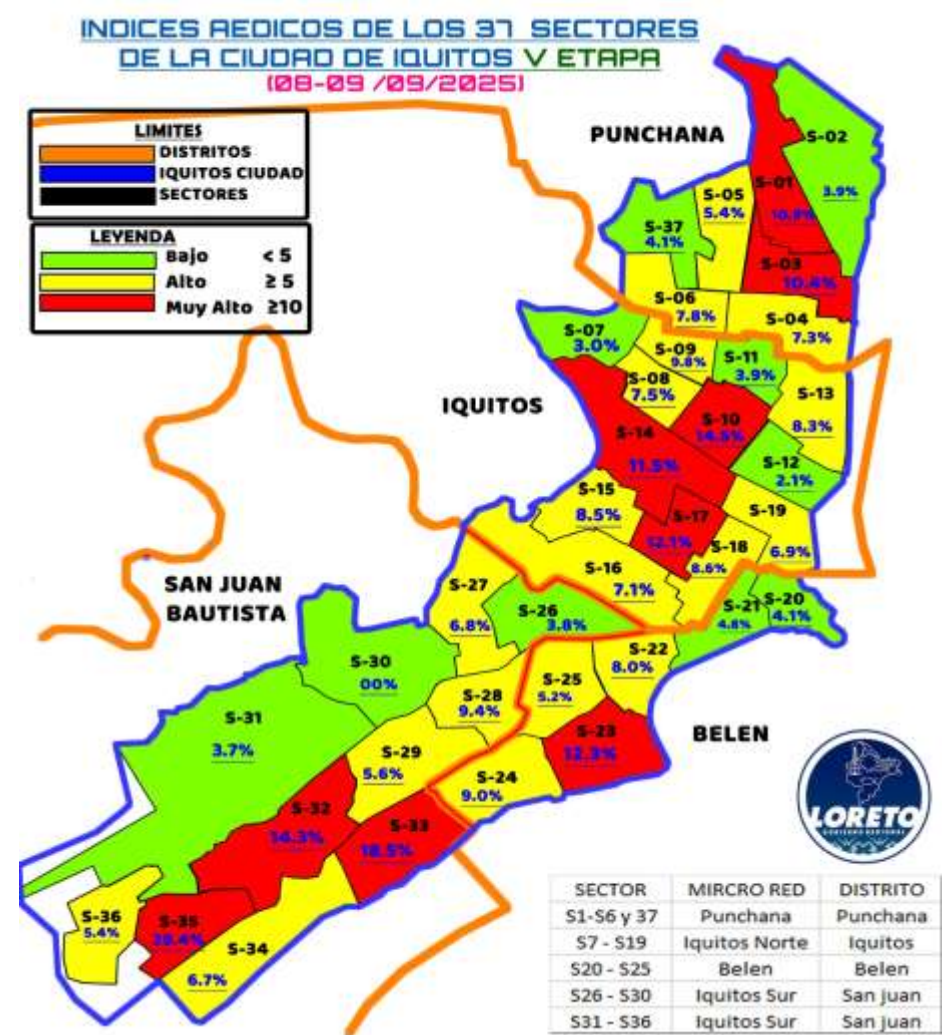 INDICES AEDICOS DE LOS 37 SECTORES
DE LA CIUDAD DE IQUITOS V ETAPA
(08-09 /09/2025)
LIMITES
DISTRITOS
IQUITOS CIUDAD
SECTORES
LEYENDA
Bajo < 5
Alto ≥ 5
Muy Alto ≥10
PUNCHANA
S-02
3.9%
S-01
S-05
5.4%
S-37
4.1%
S-03
10.4%
S-06
7.8%
S-04
7.3%
S-07
3.0%
S-09
9.8%
S-11
3.9%
S-08
7.5%
S-13
8.3%
IQUITOS
S-10
14.5%
S-14
11.5%
S-12
2.1%
S-15
8.5%
S-17
12.1%
S-19
6.9%
S-18
8.6%
S-16
7.1%
SAN JUAN
BAUTISTA
S-27
6.8%
S-26
3.8%
S-21
4.8%
S-20
4.1%
S-22
8.0%
S-30
00%
S-25
5.2%
S-28
9.4%
S-31
3.7%
S-23
12.3%
BELEN
S-29
5.6%
S-24
9.0%
S-32
14.3%
S-33
18.5%
S-36
5.4%
S-35
S-34
6.7%
LORETO
GOBIERNO REGIONAL
SECTOR MIRCRO RED DISTRITO
S1-S6 y 37 Punchana Punchana
S7 - S19 Iquitos Norte Iquitos
S20 - S25 Belen Belen
S26 - S30 Iquitos Sur San juan
S31 - S36 Iquitos Sur San juan